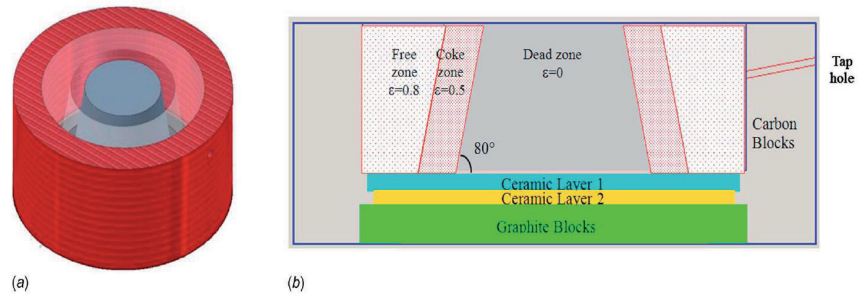 Free
zone
ε=0.8
Coke
zone
ε=0.5
Dead zone
ε=0
80°
Tap
hole
Carbon
Blocks
Ceramic Layer 1
Ceramic Layer 2
Graphite Blocks
(a)
(b)